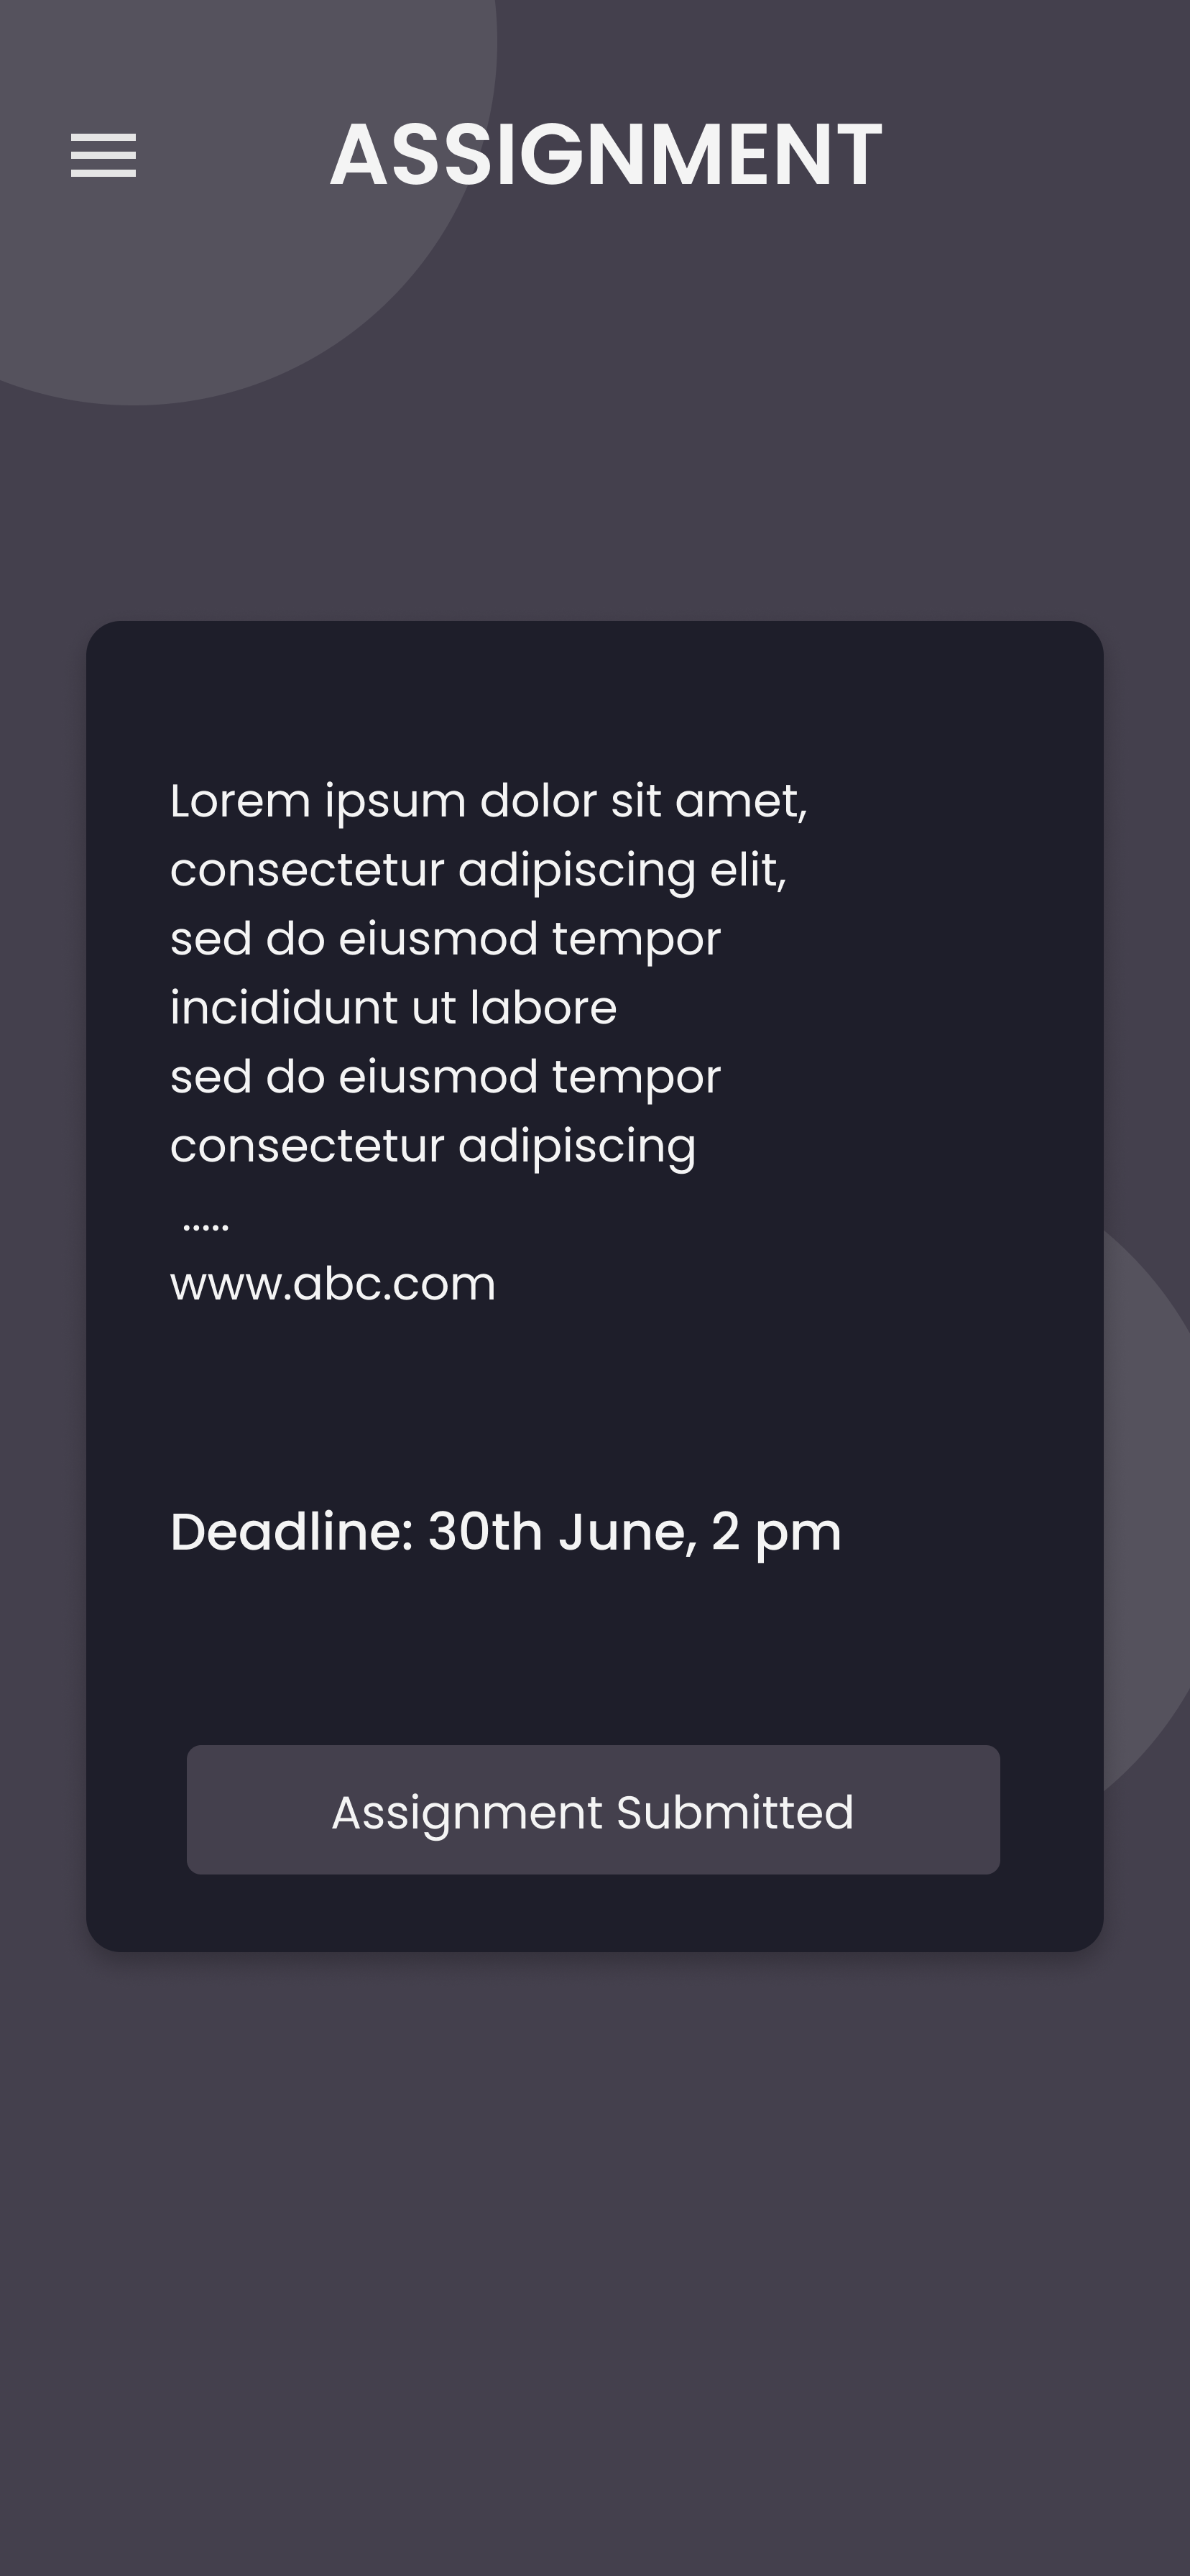 ASSIGNMENT
Lorem ipsum dolor sit amet,
consectetur adipiscing elit,
sed do eiusmod tempor
incididunt ut labore
sed do eiusmod tempor
consectetur adipiscing
.....
www.abc.com
Deadline: 30th June, 2 pm
Assignment Submitted